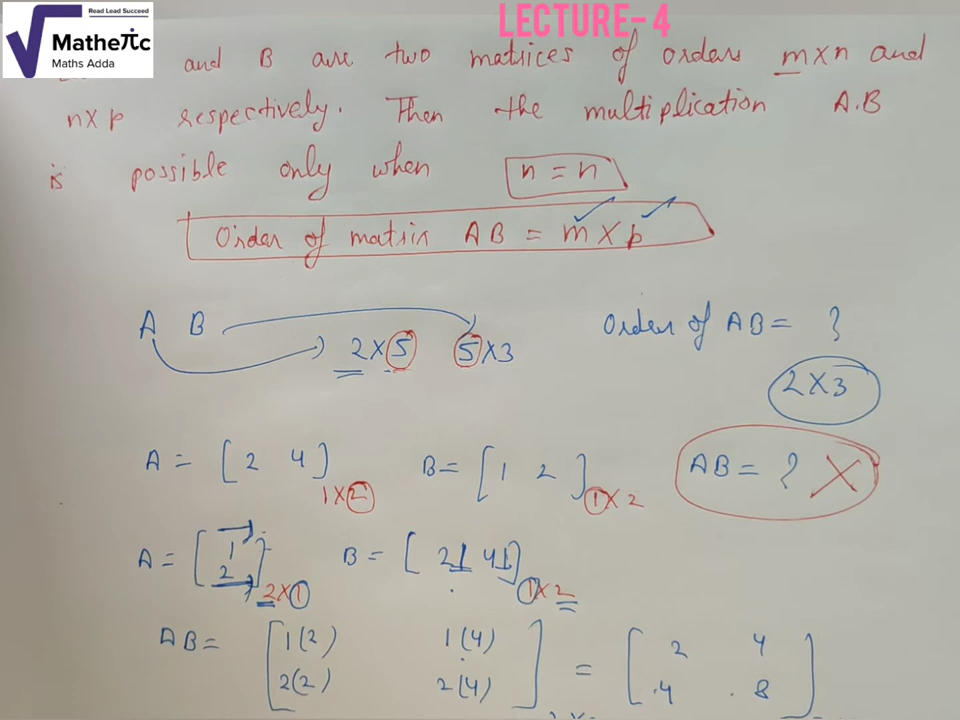 LECTURE-4
Read Lead Succeed
Matheπc
Maths Adda
and B are two matrices of orders m×n and
n×p respectively. Then the multiplication A.B
is possible only when n = n
Order of matrix AB = m × p
A B Order of AB = ?
2×5 5×3
2×3
A = [ 2 4 ] 1×2 B = [ 1 2 ] 1×2 AB = ? X
A = [ 1 2 ] 2×1 B = [ 2 4 ] 1×2
AB = [ 1(2) 1(4)
2(2) 2(4) ] = [ 2 4
4 8 ]